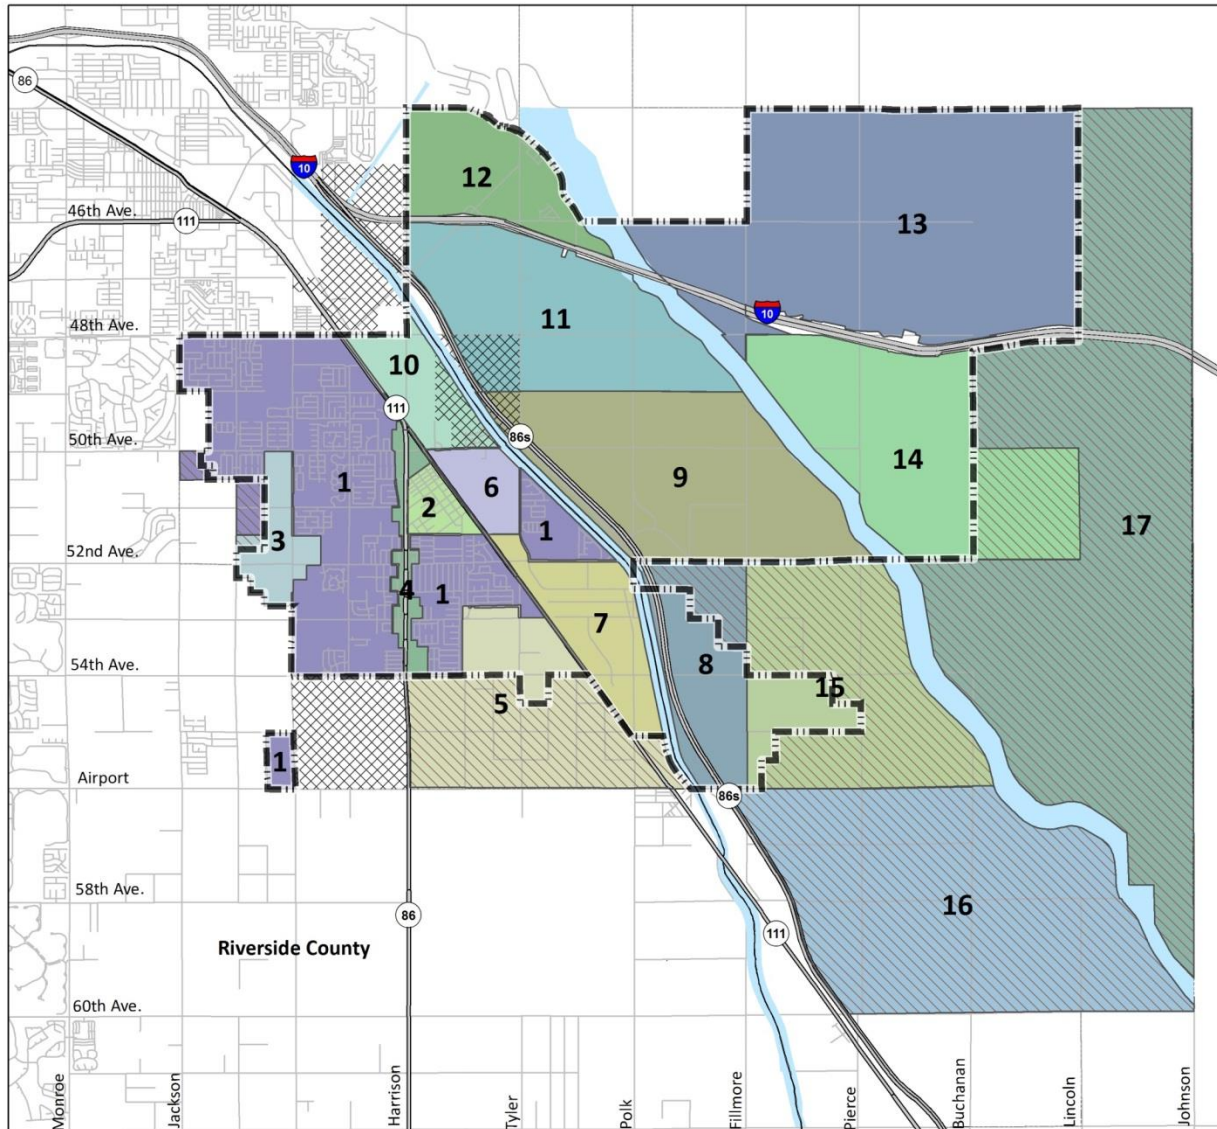 86
10
12
46th Ave.
111
13
10
11
48th Ave.
10
111
86s
50th Ave.
14
1
9
6
2
17
1
3
52nd Ave.
4
1
7
8
54th Ave.
15
5
1
Airport
86s
58th Ave.
16
86
111
Riverside County
60th Ave.
Monroe
Jackson
Harrison
Tyler
Polk
Fillmore
Pierce
Buchanan
Lincoln
Johnson